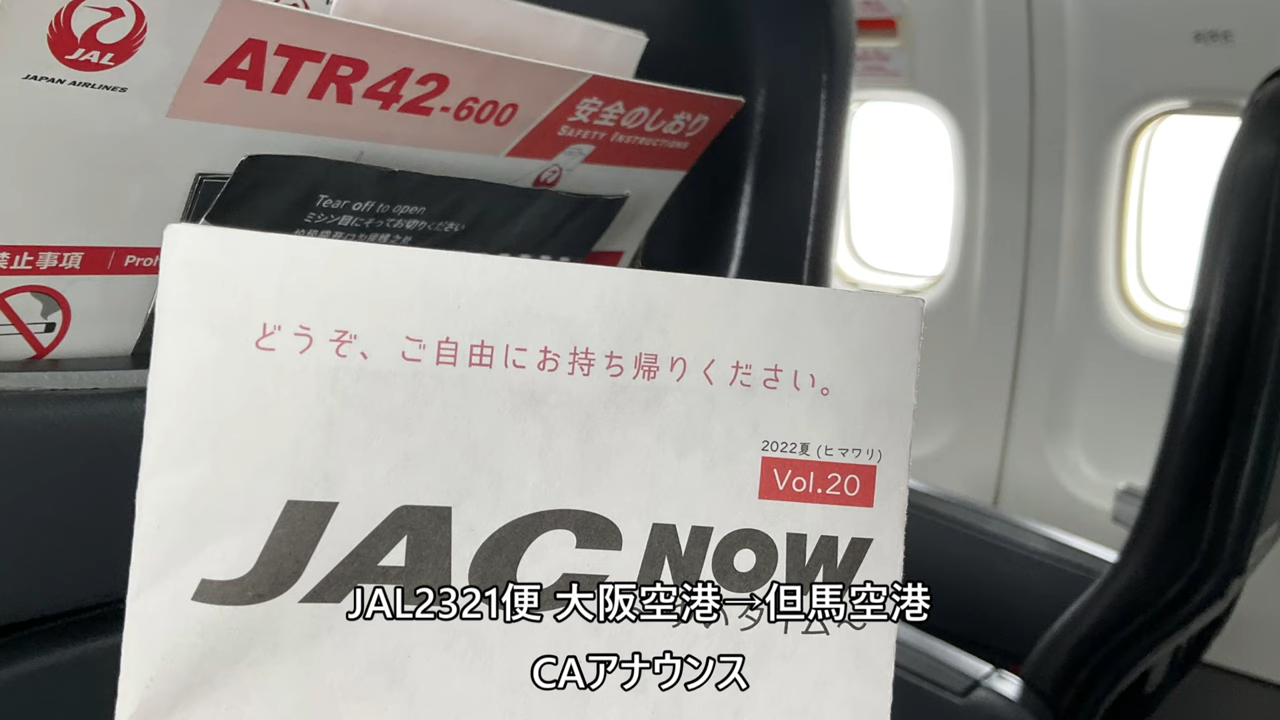 JAL
JAPAN AIRLINES
ATR42-600
安全のしおり
SAFETY INSTRUCTIONS
Tear off to open
ミシン目にそってお切りください
禁止事項
Proh
どうぞ、ご自由にお持ち帰りください。
2022夏 (ヒマワリ)
Vol.20
JAC NOW
JAL2321便 大阪空港→但馬空港
CAアナウンス